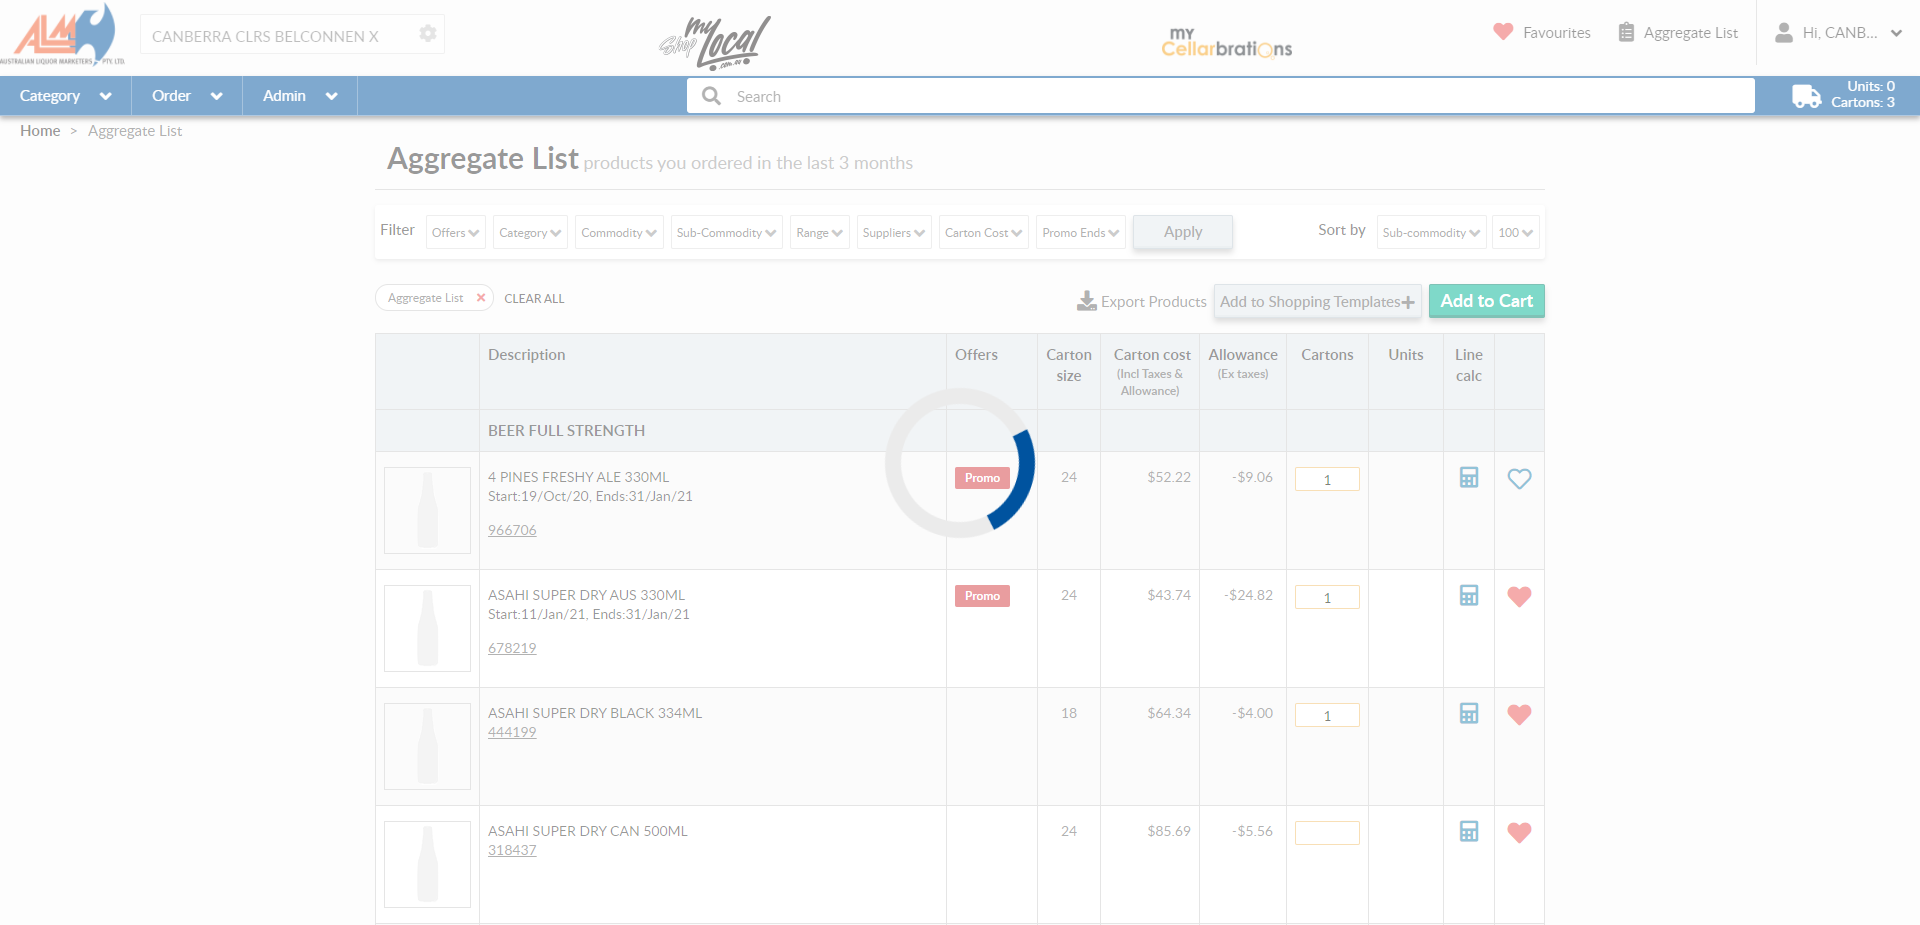 ALM
AUSTRALIAN LIQUOR MARKETERS PTY. LTD.
CANBERRA CLRS BELCONNEN X
Shop my Local .com.au
my Cellarbrations
Favourites
Aggregate List
Hi, CANB...
Category
Order
Admin
Search
Units: 0
Cartons: 3
Home > Aggregate List
Aggregate List products you ordered in the last 3 months
Filter Offers Category Commodity Sub-Commodity Range Suppliers Carton Cost Promo Ends Apply Sort by Sub-commodity 100
Aggregate List × CLEAR ALL Export Products Add to Shopping Templates+ Add to Cart
Description Offers Carton size Carton cost (Incl Taxes & Allowance) Allowance (Ex taxes) Cartons Units Line calc
BEER FULL STRENGTH
4 PINES FRESHY ALE 330ML Promo 24 $52.22 -$9.06 1
Start:19/Oct/20, Ends:31/Jan/21
966706
ASAHI SUPER DRY AUS 330ML Promo 24 $43.74 -$24.82 1
Start:11/Jan/21, Ends:31/Jan/21
678219
ASAHI SUPER DRY BLACK 334ML 18 $64.34 -$4.00 1
444199
ASAHI SUPER DRY CAN 500ML 24 $85.69 -$5.56
318437